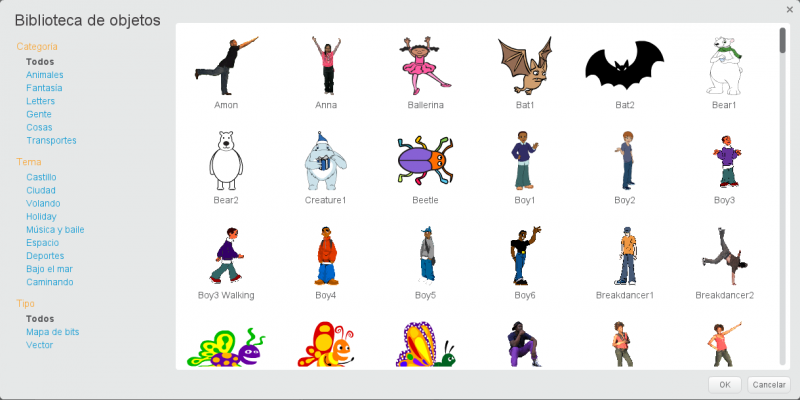 Biblioteca de objetos
Categoría
Todos
Animales
Fantasía
Letters
Gente
Cosas
Transportes
Tema
Castillo
Ciudad
Volando
Holiday
Música y baile
Espacio
Deportes
Bajo el mar
Caminando
Tipo
Todos
Mapa de bits
Vector
Amon Anna Ballerina Bat1 Bat2 Bear1
Bear2 Creature1 Beetle Boy1 Boy2 Boy3
Boy3 Walking Boy4 Boy5 Boy6 Breakdancer1 Breakdancer2
OK Cancelar